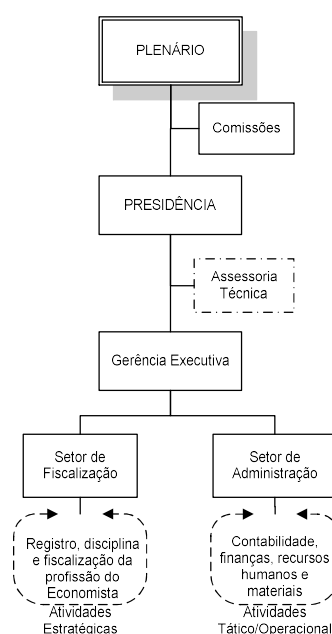 PLENÁRIO
Comissões
PRESIDÊNCIA
Assessoria
Técnica
Gerência Executiva
Setor de
Fiscalização
Setor de
Administração
Registro, disciplina
e fiscalização da
profissão do
Economista
Atividades
Estratégicas
Contabilidade,
finanças, recursos
humanos e
materiais
Atividades
Tático/Operacional